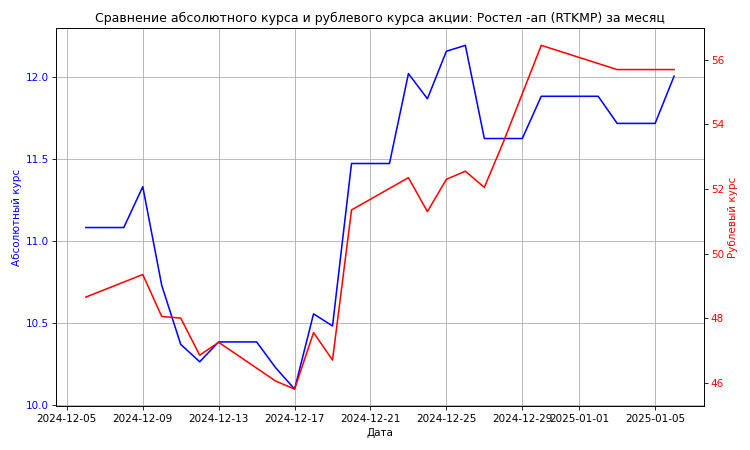 Сравнение абсолютного курса и рублевого курса акции: Ростел -ап (RTKMP) за месяц
12.0
11.5
11.0
10.5
10.0
Абсолютный курс
56
54
52
50
48
46
Рублевый курс
2024-12-05 2024-12-09 2024-12-13 2024-12-17 2024-12-21 2024-12-25 2024-12-29 2025-01-01 2025-01-05
Дата